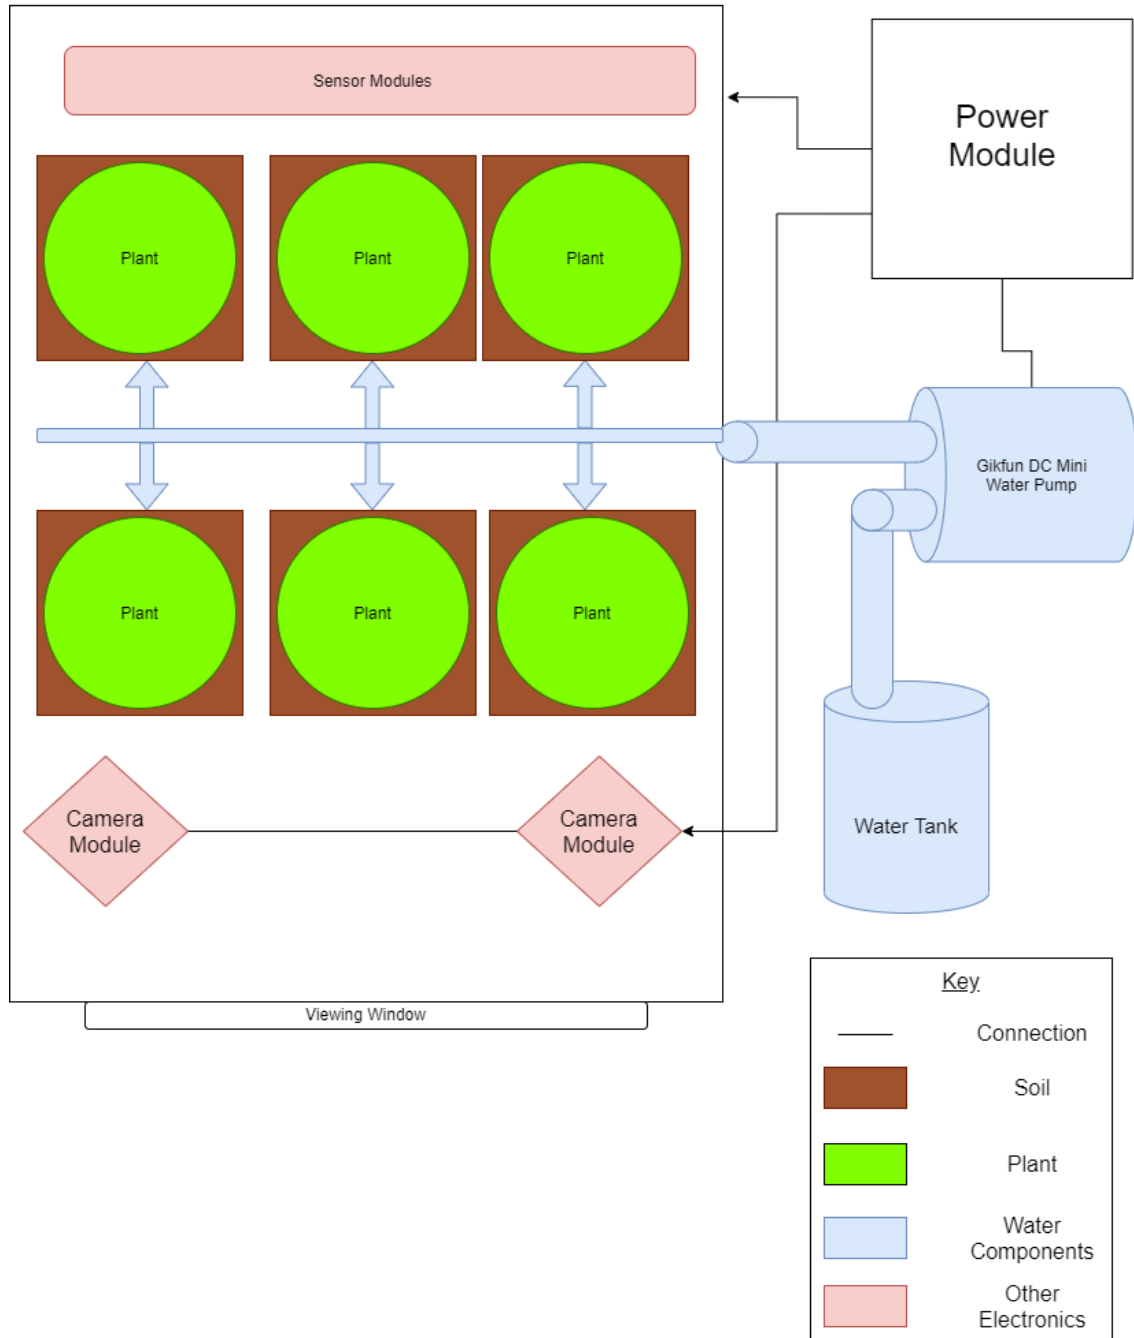 Sensor Modules
Power
Module
Plant
Plant
Plant
Gikfun DC Mini
Water Pump
Plant
Plant
Plant
Camera
Module
Camera
Module
Water Tank
Viewing Window
Key
Connection
Soil
Plant
Water
Components
Other
Electronics